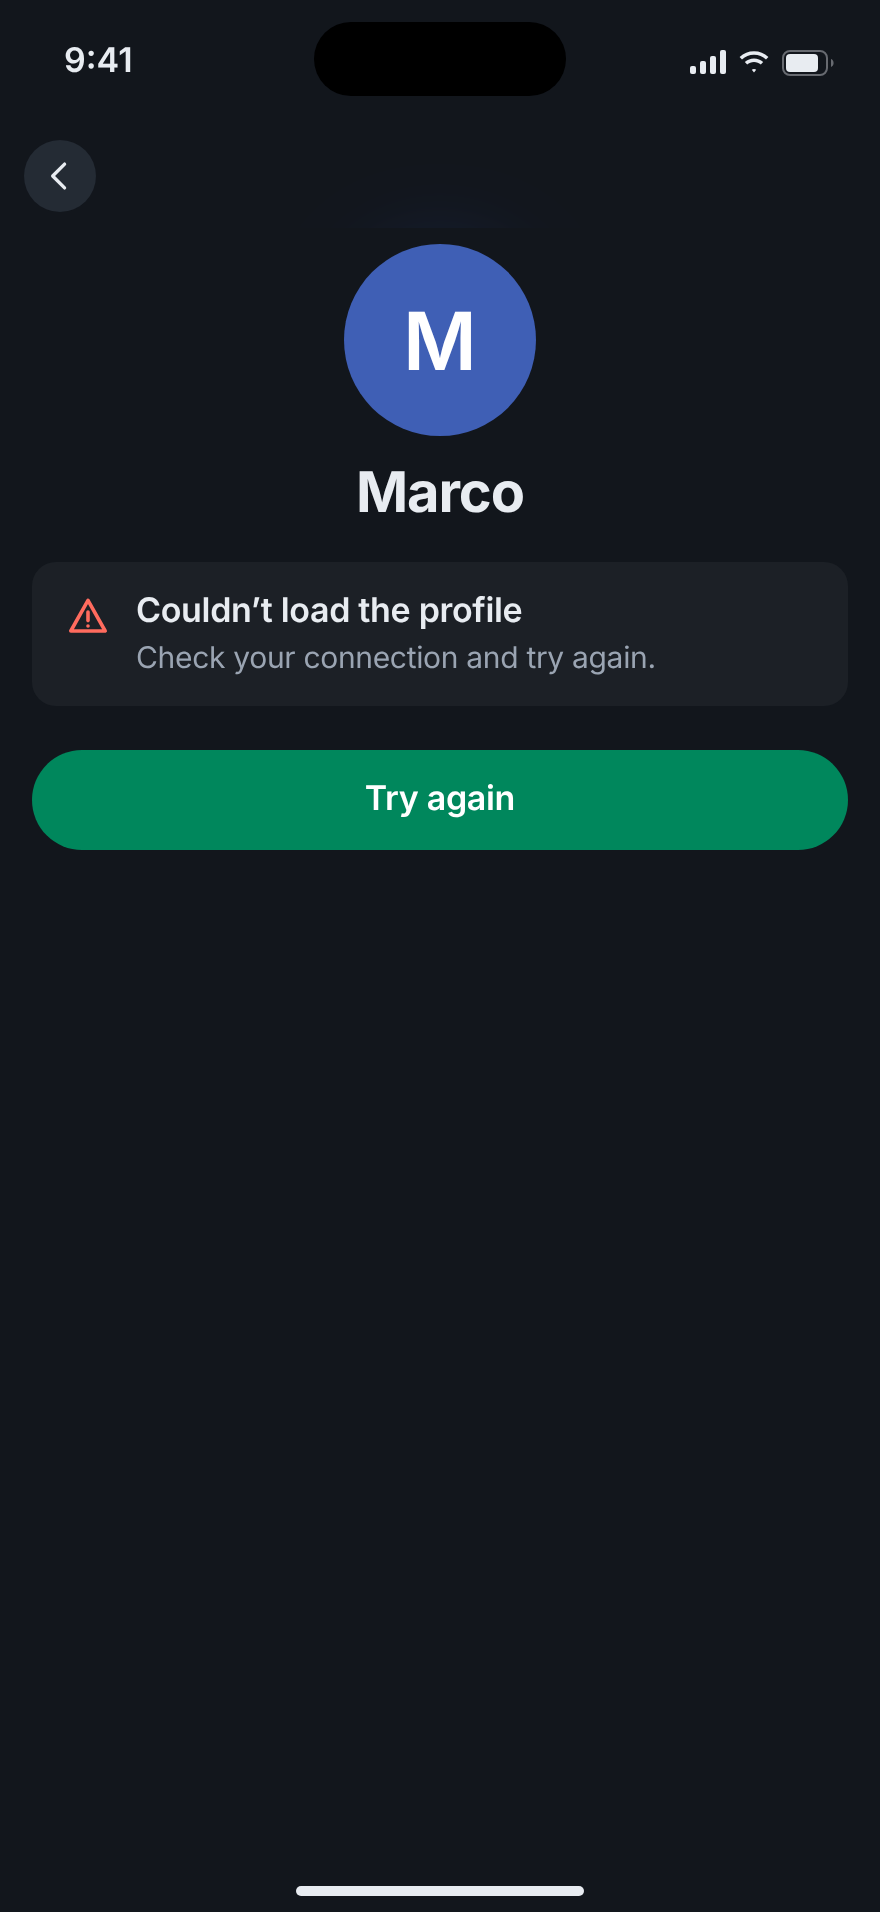 9:41
M
Marco
Couldn’t load the profile
Check your connection and try again.
Try again